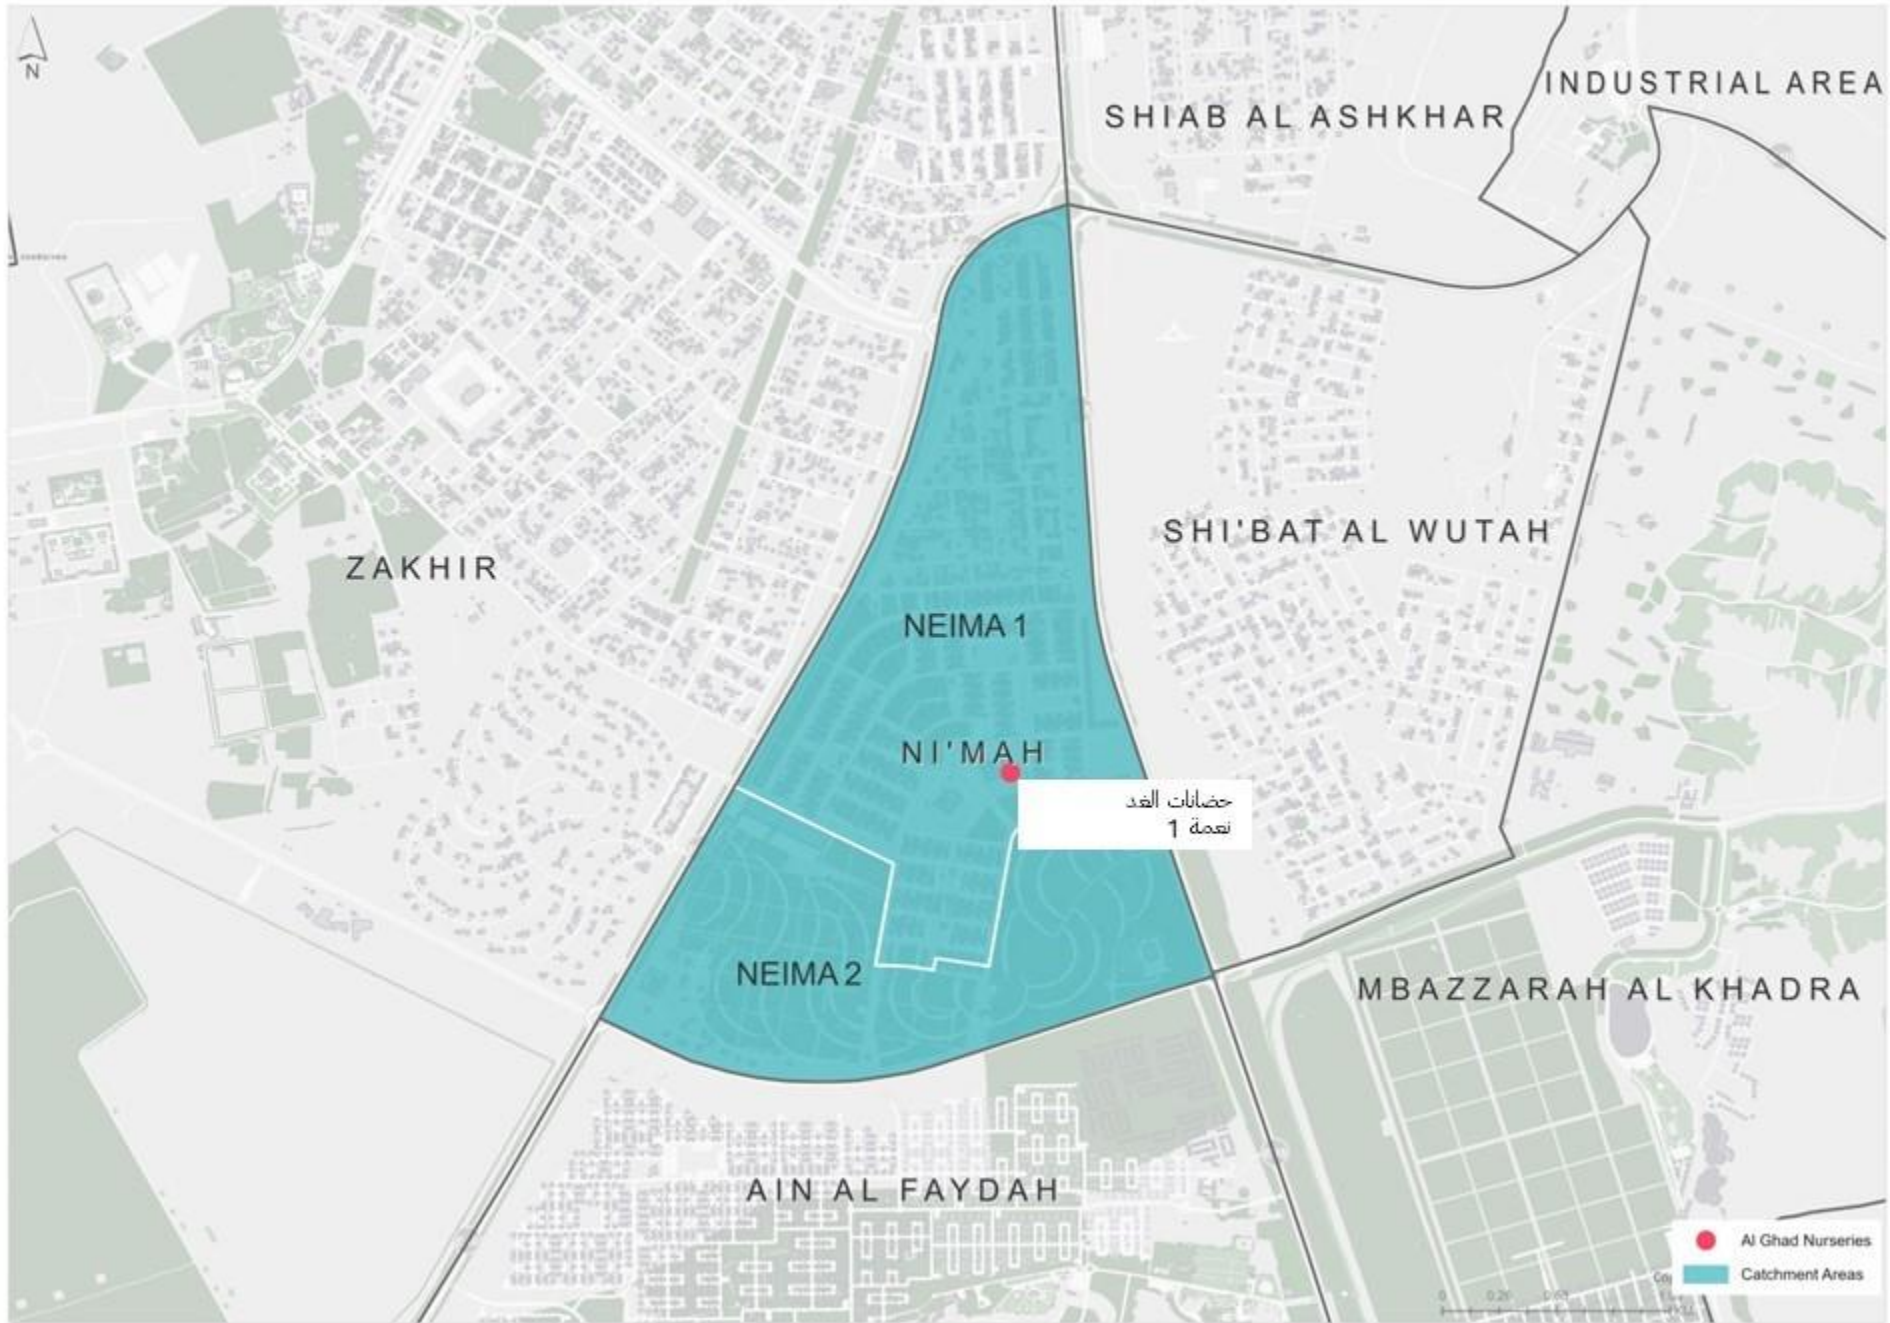 N
INDUSTRIAL AREA
SHIAB AL ASHKHAR
SHI'BAT AL WUTAH
ZAKHIR
NEIMA 1
NI'MAH
حضانات الغد
نعمة 1
NEIMA 2
MBAZZARAH AL KHADRA
AIN AL FAYDAH
Al Ghad Nurseries
Catchment Areas